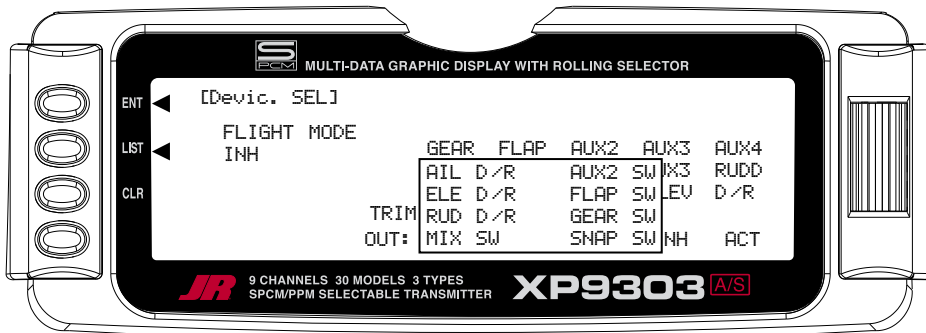 S
PCM
MULTI-DATA GRAPHIC DISPLAY WITH ROLLING SELECTOR
ENT
LIST
CLR
[Devic. SEL]
FLIGHT MODE
INH
GEAR FLAP AUX2 AUX3 AUX4
AIL D/R AUX2 SW UX3 RUDD
ELE D/R FLAP SW LEV D/R
TRIM RUD D/R GEAR SW
OUT: MIX SW SNAP SW NH ACT
JR
9 CHANNELS 30 MODELS 3 TYPES
SPCM/PPM SELECTABLE TRANSMITTER
XP9303 A/S